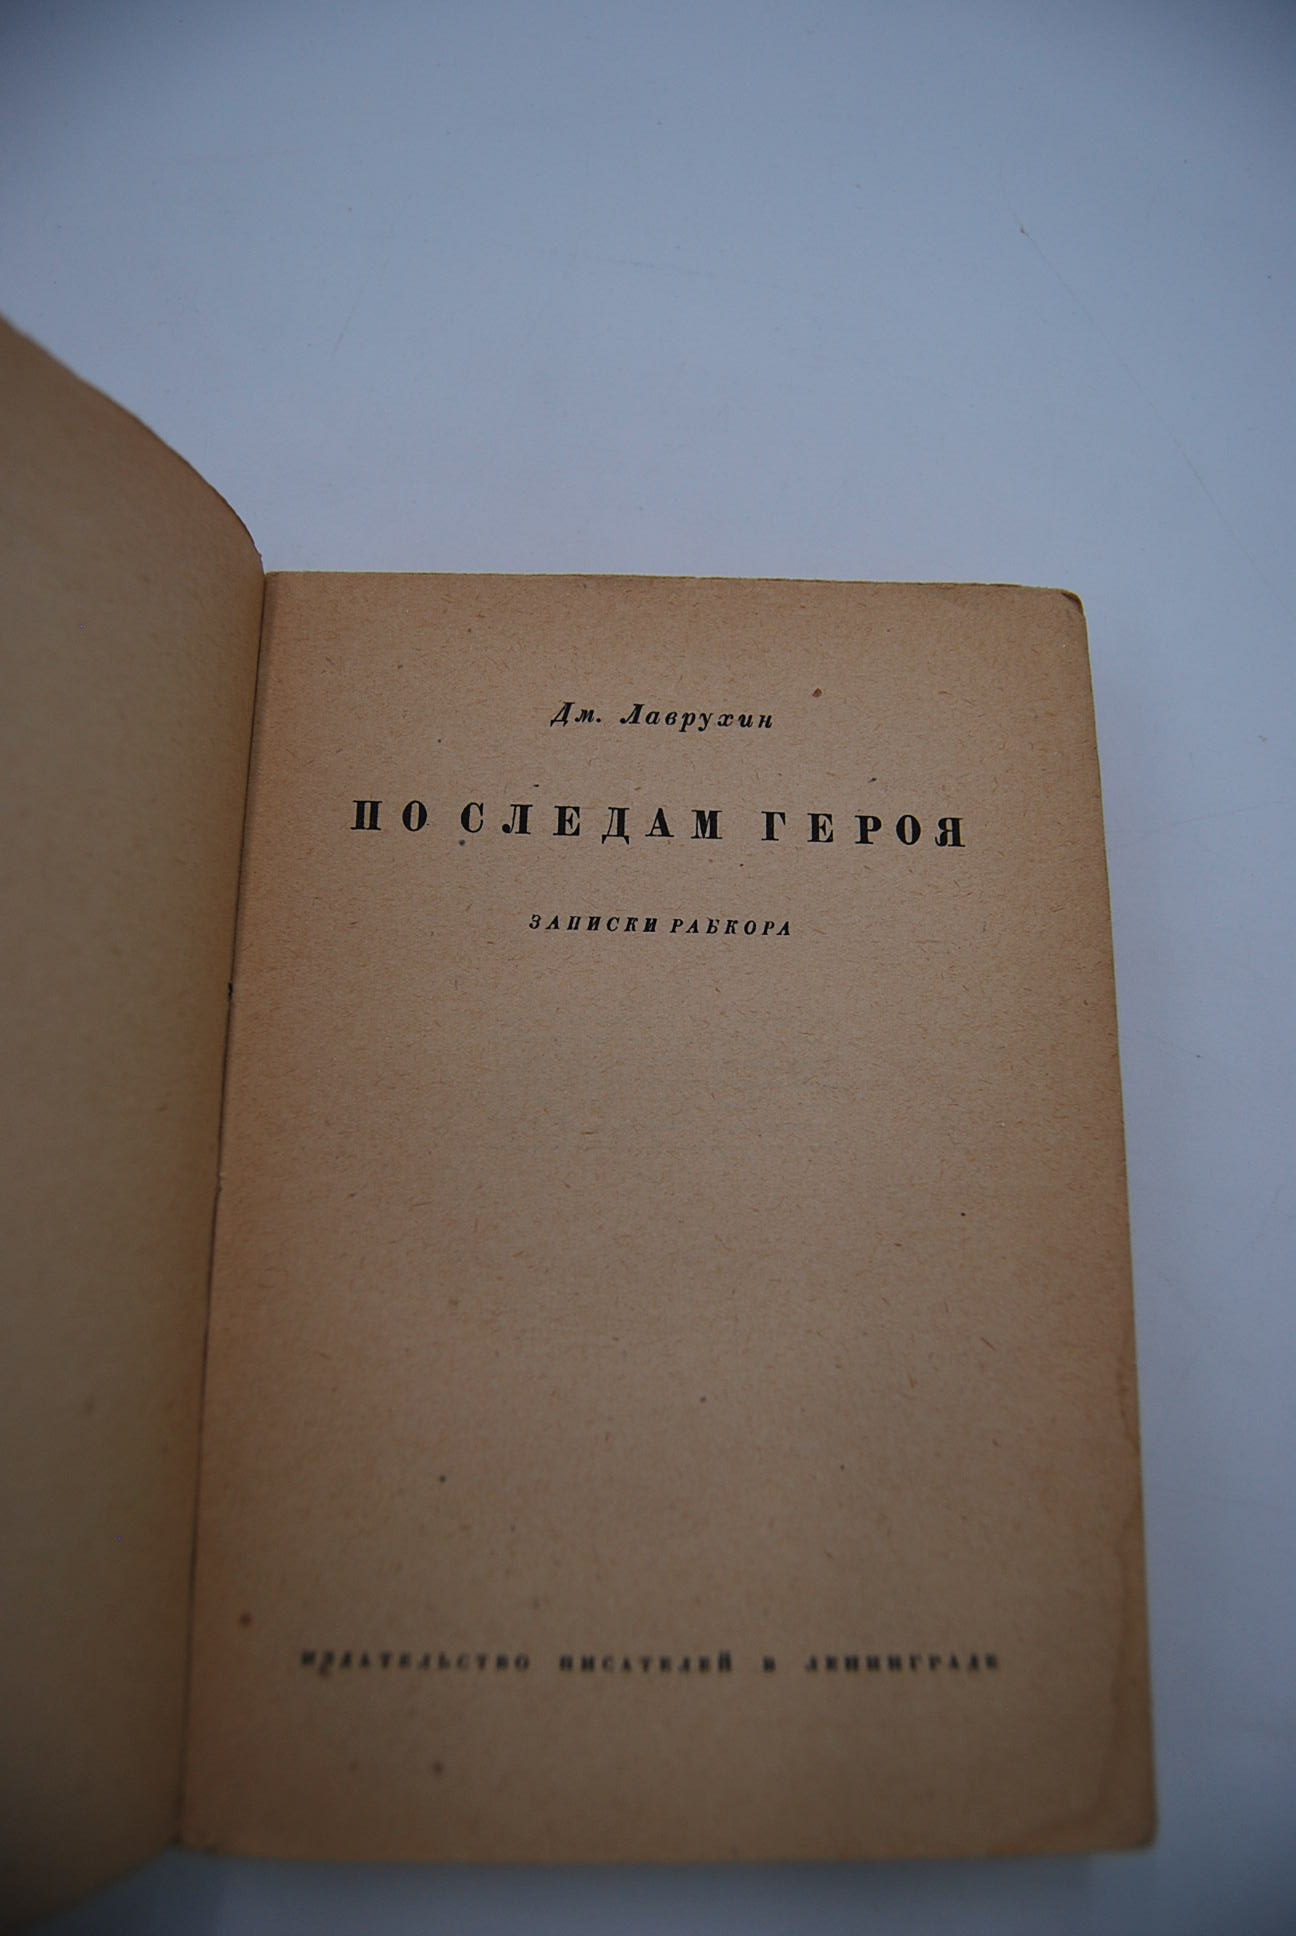 Дм. Лаврухин
ПО СЛЕДАМ ГЕРОЯ
ЗАПИСКИ РАБКОРА
ИЗДАТЕЛЬСТВО ПИСАТЕЛЕЙ В ЛЕНИНГРАДЕ